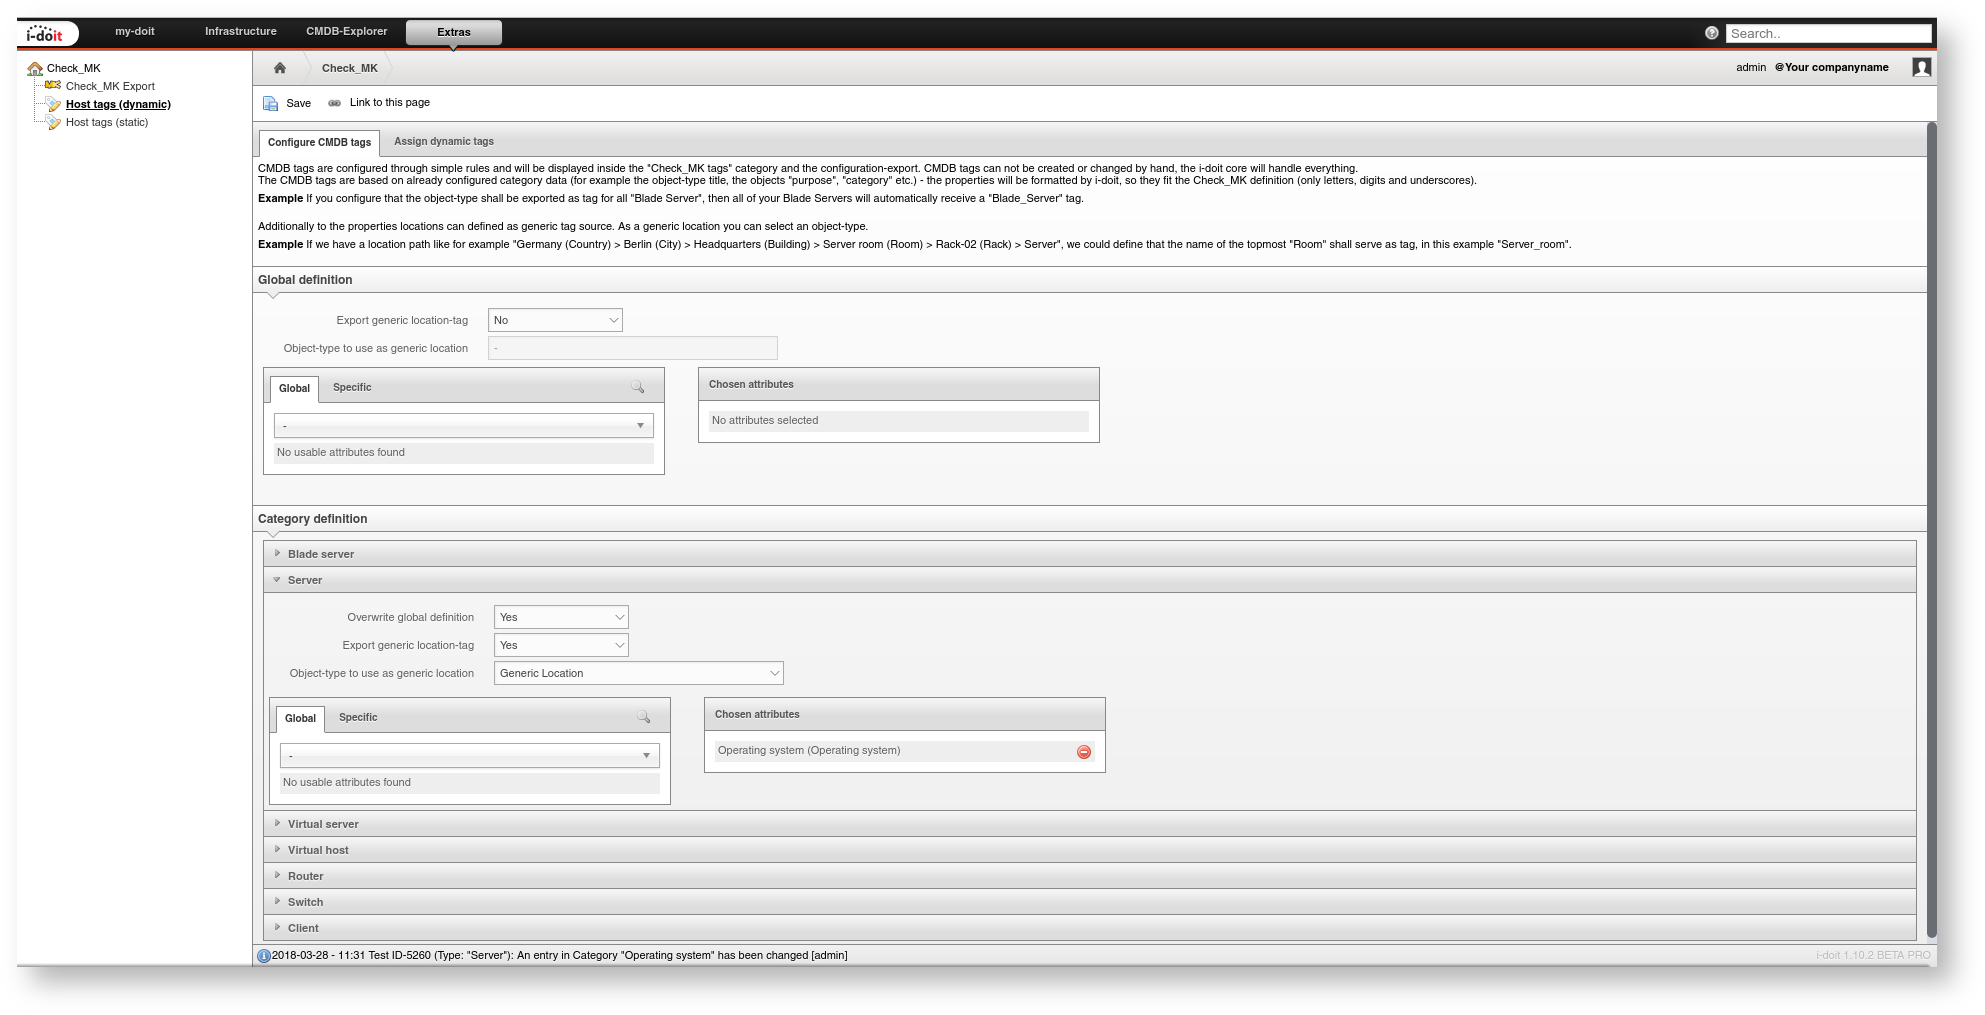 i-doit
my-doit
Infrastructure
CMDB-Explorer
Extras
Search..
Check_MK
Check_MK Export
Host tags (dynamic)
Host tags (static)
Check_MK
admin @Your companyname
Save
Link to this page
Configure CMDB tags
Assign dynamic tags
CMDB tags are configured through simple rules and will be displayed inside the "Check_MK tags" category and the configuration-export. CMDB tags can not be created or changed by hand, the i-doit core will handle everything.
The CMDB tags are based on already configured category data (for example the object-type title, the objects "purpose", "category" etc.) - the properties will be formatted by i-doit, so they fit the Check_MK definition (only letters, digits and underscores).
Example If you configure that the object-type shall be exported as tag for all "Blade Server", then all of your Blade Servers will automatically receive a "Blade_Server" tag.
Additionally to the properties locations can defined as generic tag source. As a generic location you can select an object-type.
Example If we have a location path like for example "Germany (Country) > Berlin (City) > Headquarters (Building) > Server room (Room) > Rack-02 (Rack) > Server", we could define that the name of the topmost "Room" shall serve as tag, in this example "Server_room".
Global definition
Export generic location-tag
No
Object-type to use as generic location
-
Global
Specific
-
No usable attributes found
Chosen attributes
No attributes selected
Category definition
Blade server
Server
Overwrite global definition
Yes
Export generic location-tag
Yes
Object-type to use as generic location
Generic Location
Global
Specific
-
No usable attributes found
Chosen attributes
Operating system (Operating system)
Virtual server
Virtual host
Router
Switch
Client
2018-03-28 - 11:31 Test ID-5260 (Type: "Server"): An entry in Category "Operating system" has been changed [admin]
i-doit 1.10.2 BETA PRO